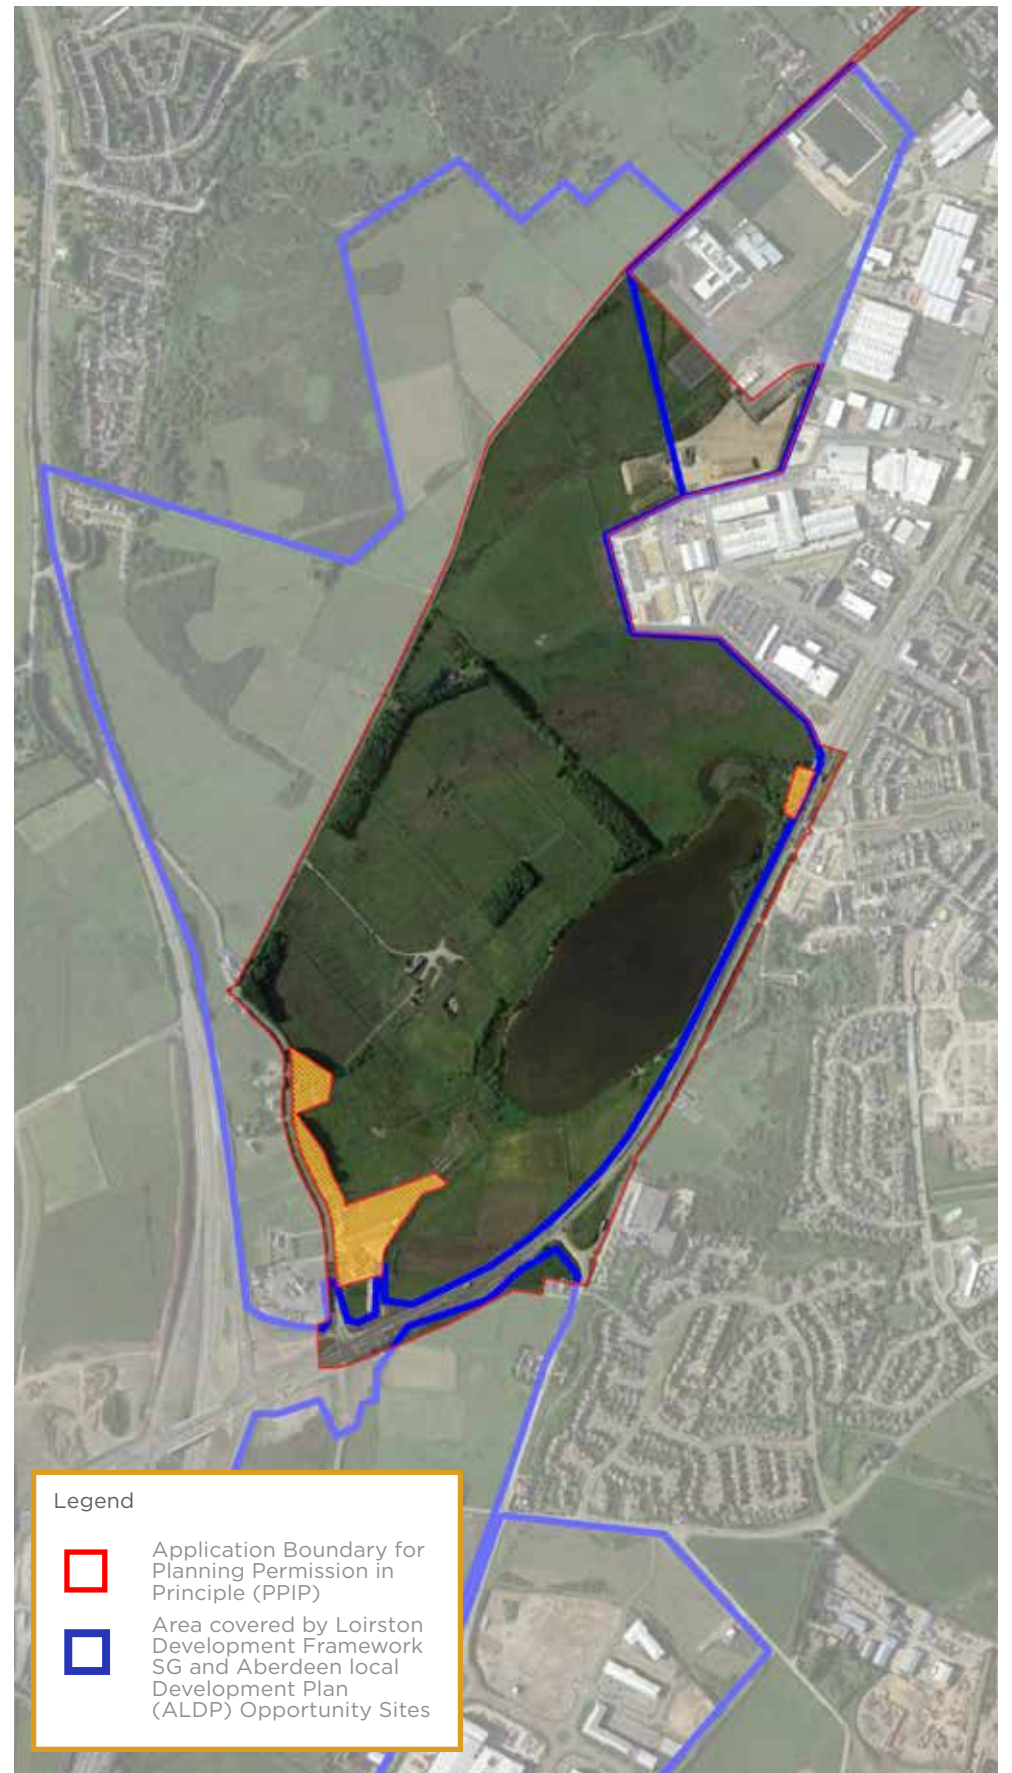 Legend
Application Boundary for
Planning Permission in
Principle (PPIP)
Area covered by Loirston
Development Framework
SG and Aberdeen local
Development Plan
(ALDP) Opportunity Sites